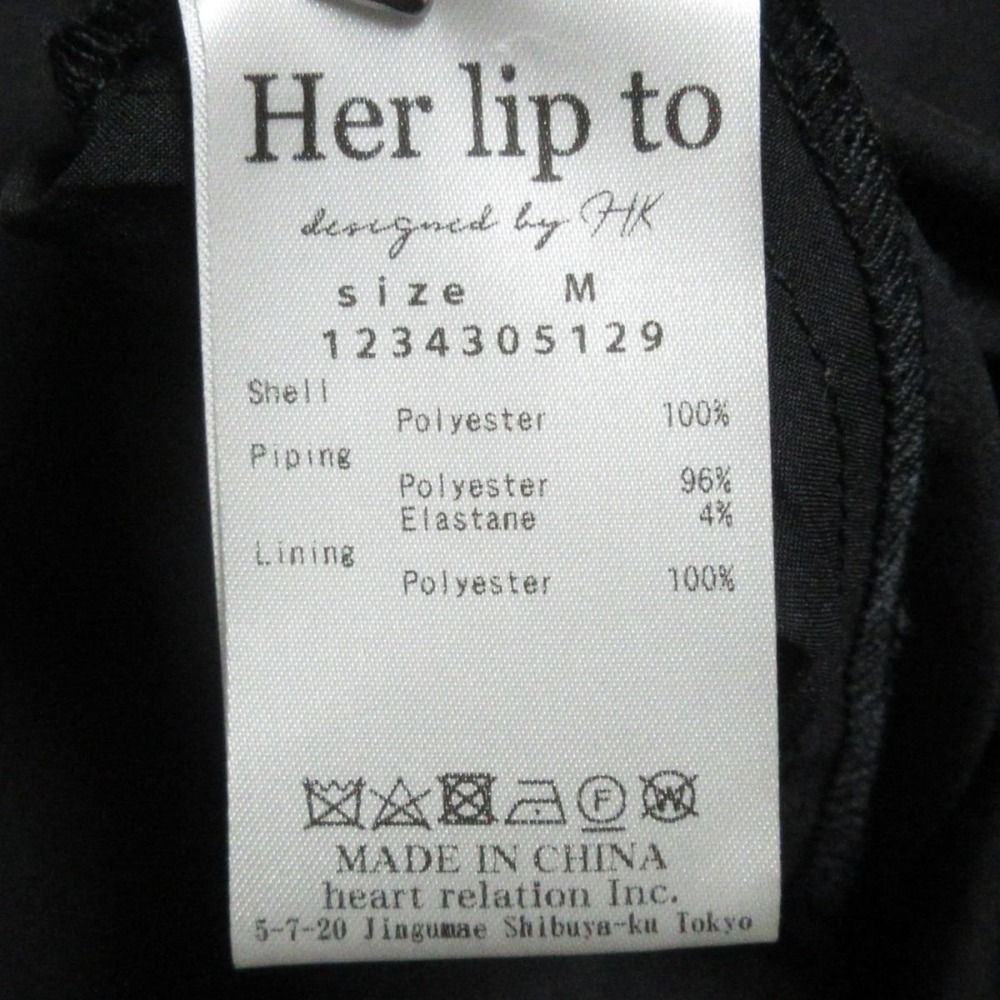 Her lip to
designed by HK
size M
1234305129
Shell
Polyester 100%
Piping
Polyester 96%
Elastane 4%
Lining
Polyester 100%
F W
MADE IN CHINA
heart relation Inc.
5-7-20 Jingumae Shibuya-ku Tokyo